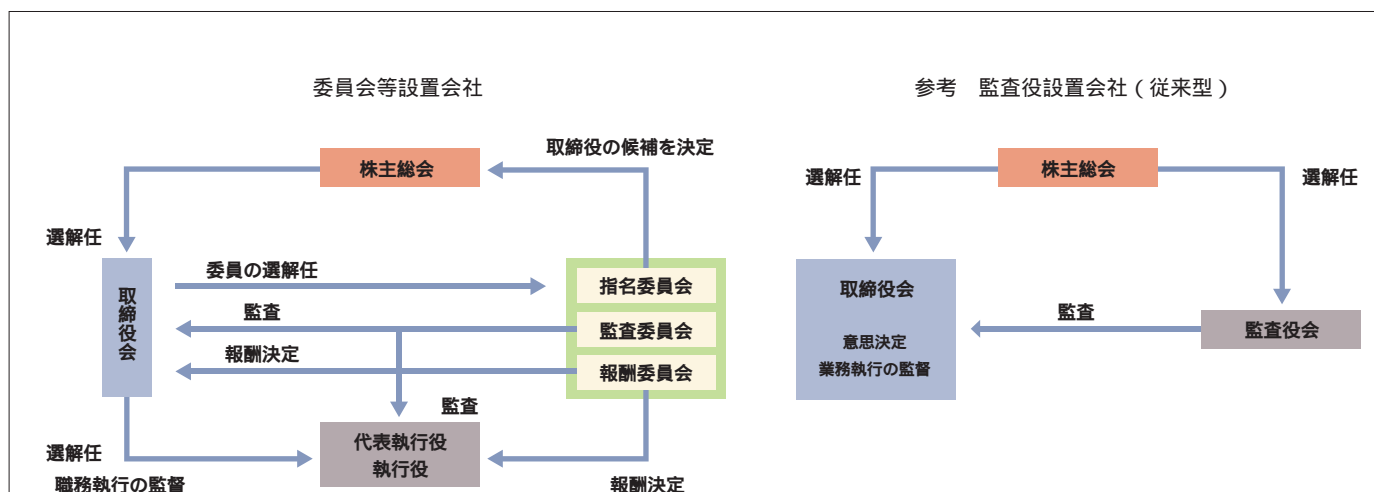 委員会等設置会社
参考　監査役設置会社（従来型）
取締役の候補を決定
株主総会
選解任
委員の選解任
取締役会
指名委員会
監査
監査委員会
報酬決定
報酬委員会
監査
代表執行役
執行役
選解任
職務執行の監督
報酬決定
株主総会
選解任
選解任
取締役会
意思決定
業務執行の監督
監査
監査役会